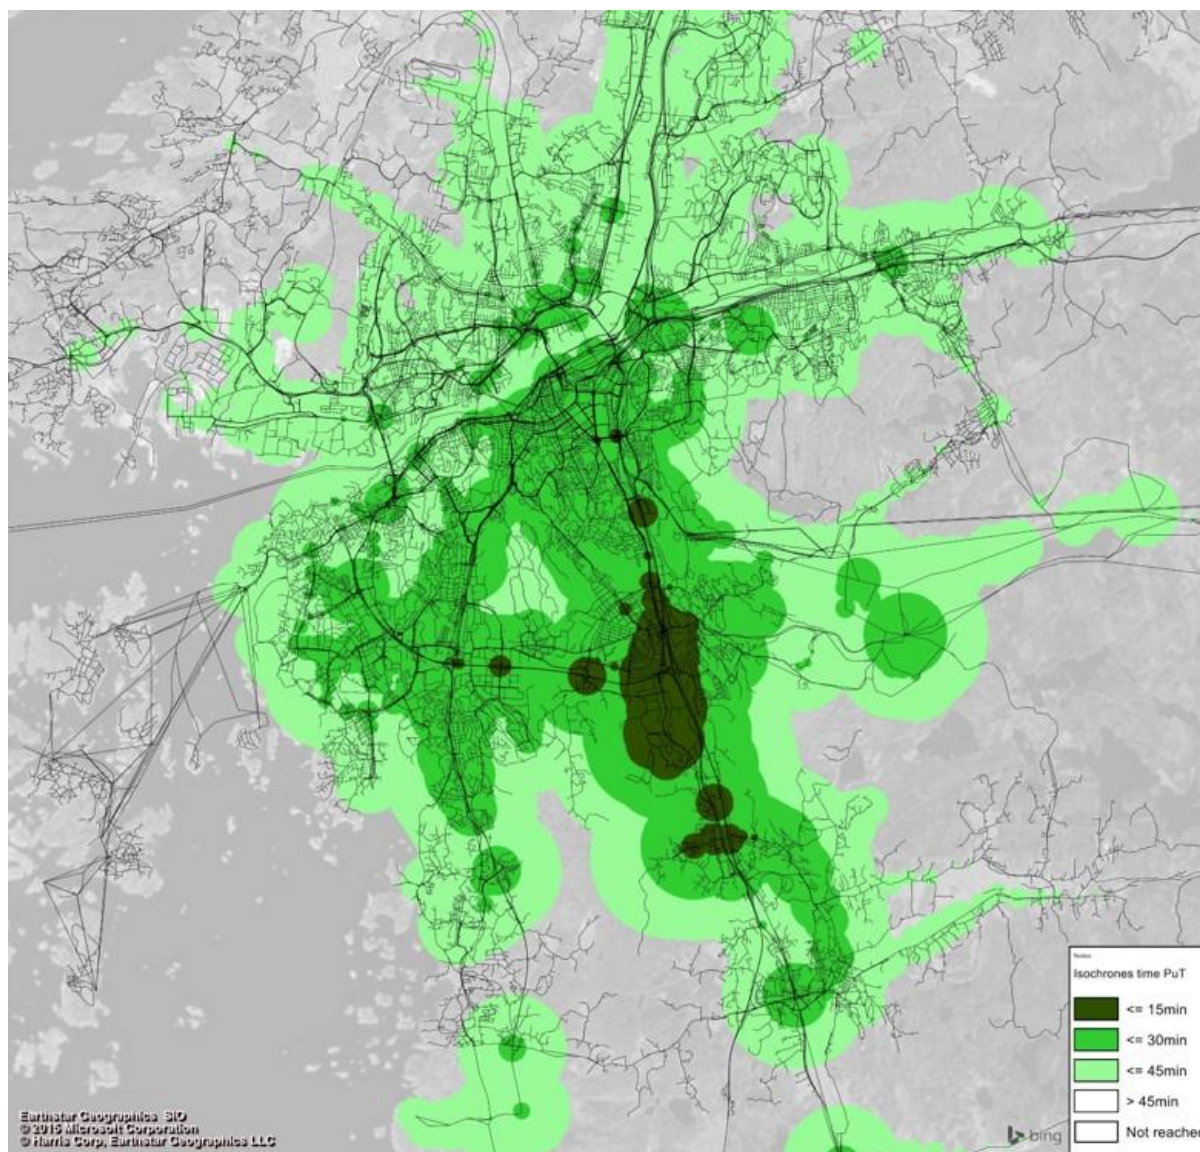 Notes
Isochrones time PuT
<= 15min
<= 30min
<= 45min
> 45min
Not reached
Earthstar Geographics SIO
© 2015 Microsoft Corporation
© Harris Corp, Earthstar Geographics LLC
bing